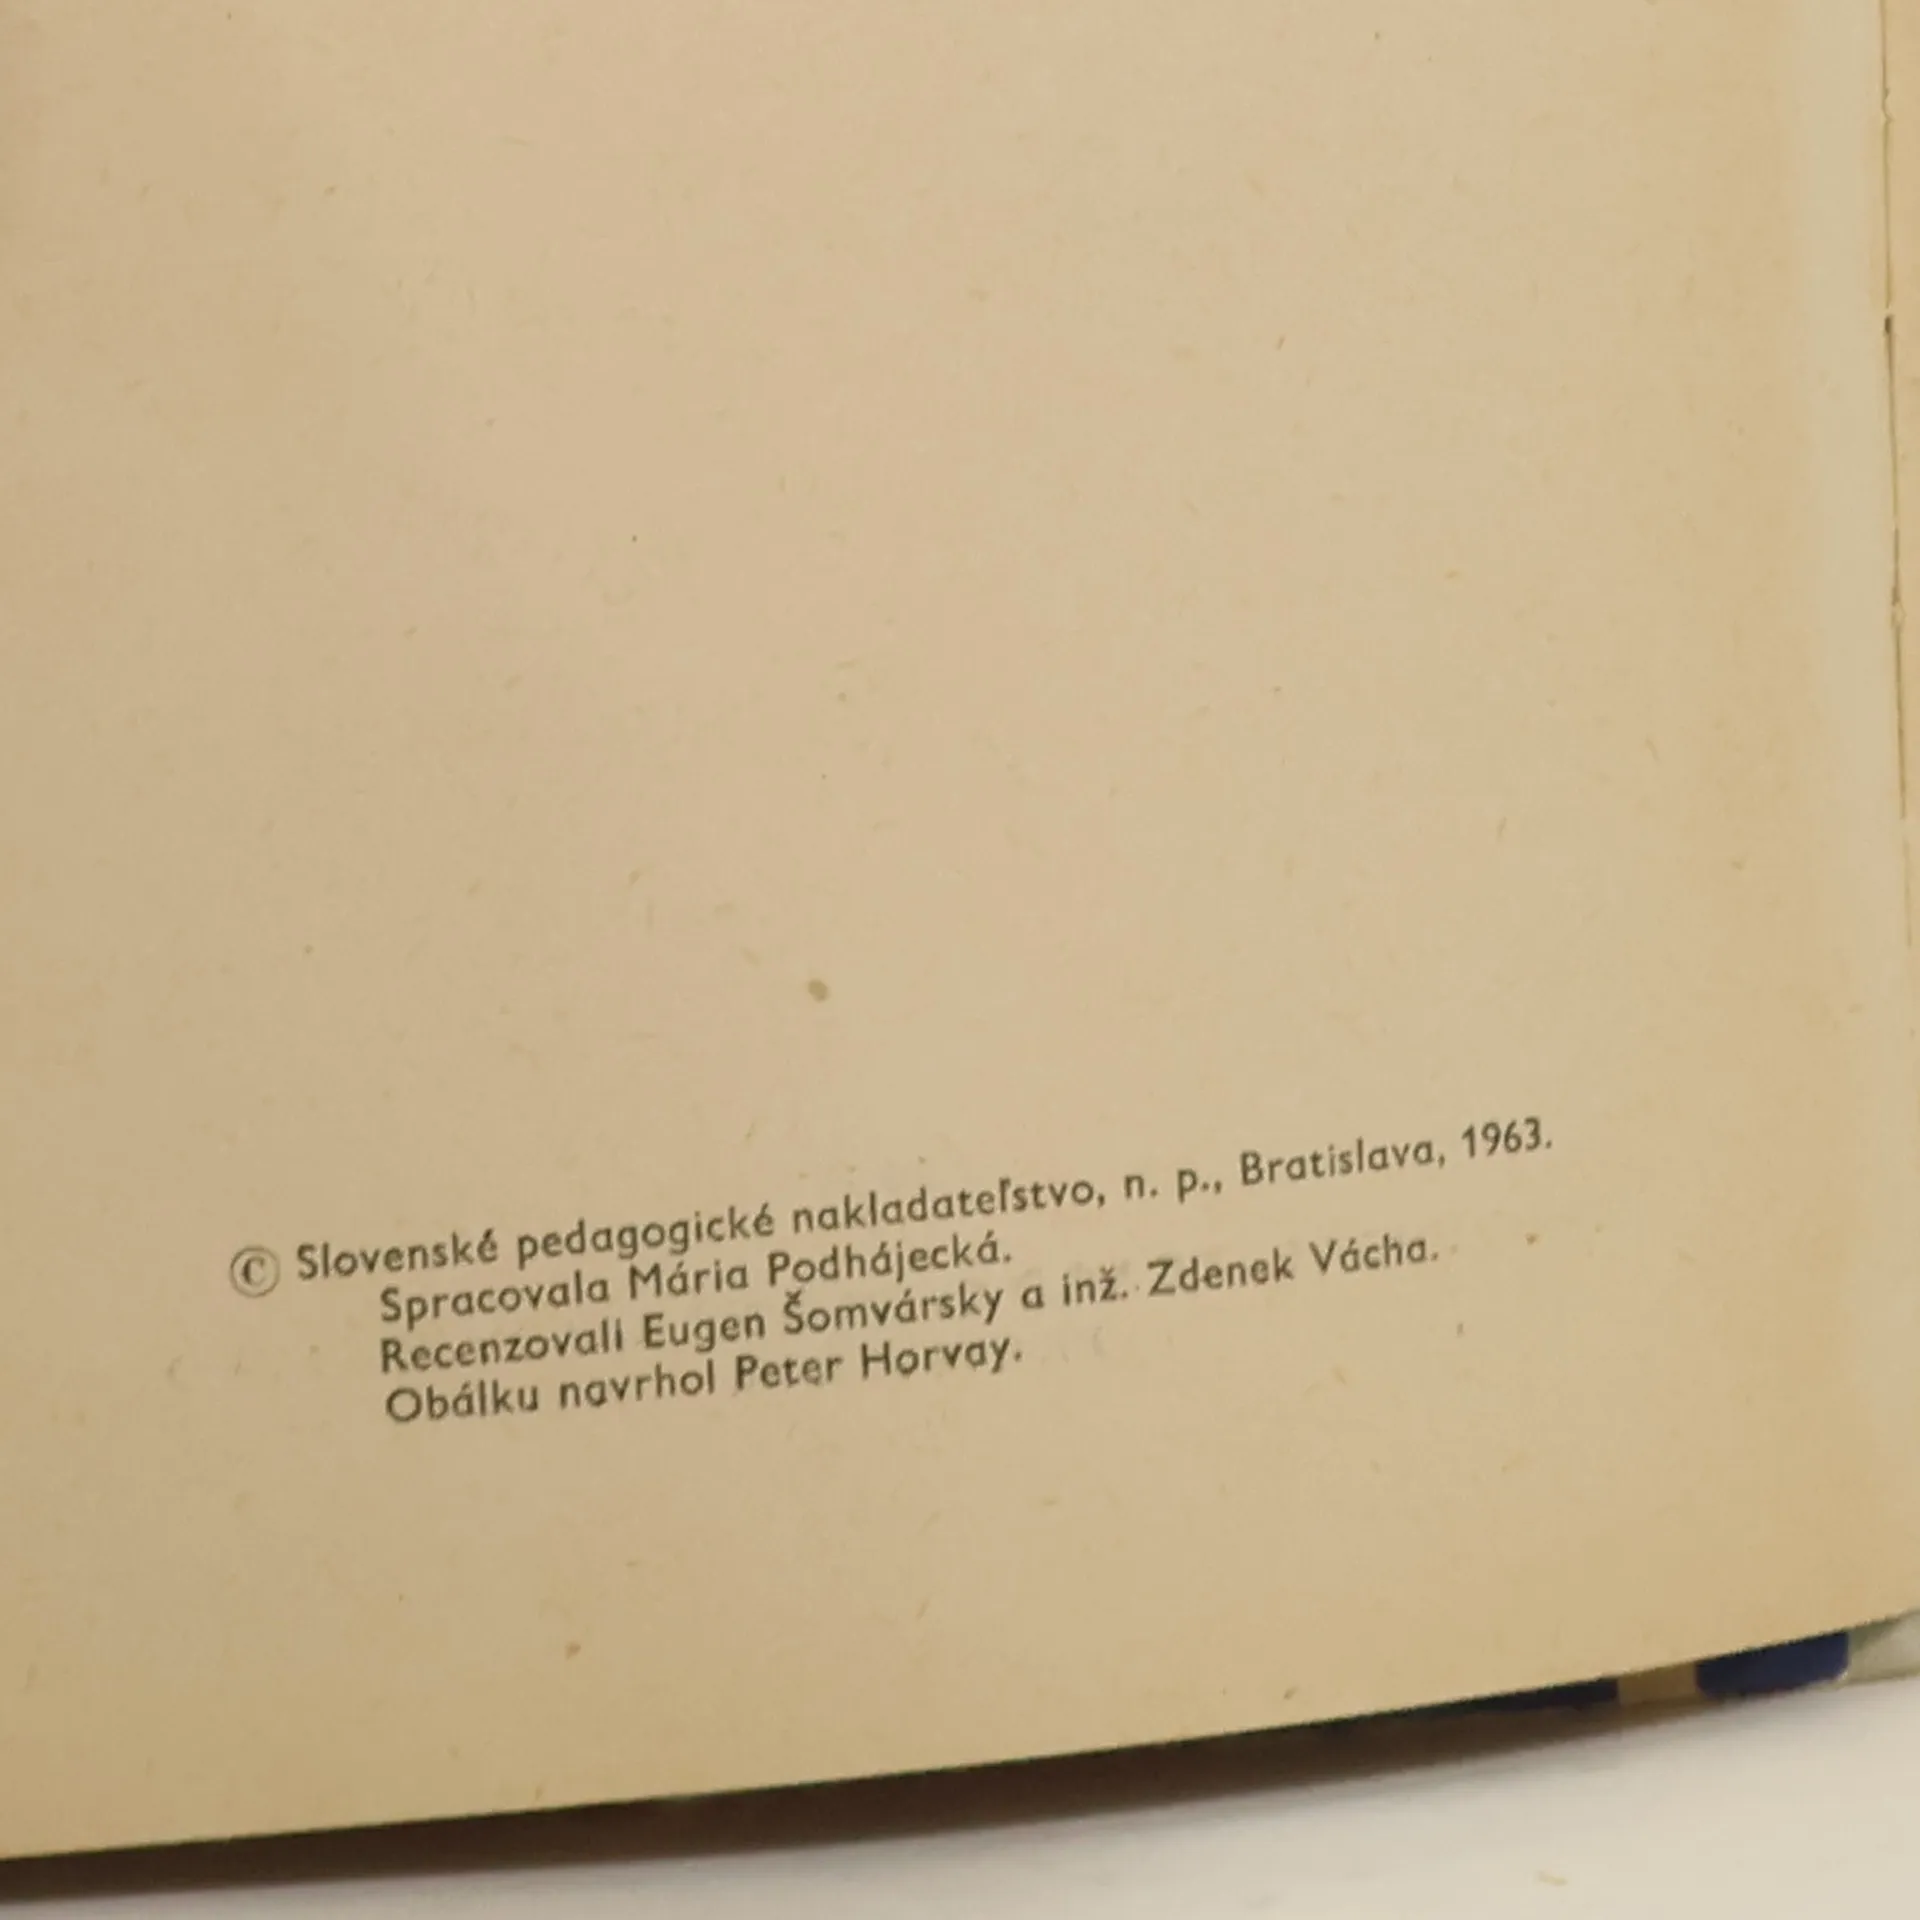 © Slovenské pedagogické nakladateľstvo, n. p., Bratislava, 1963.
Spracovala Mária Podhájecká.
Recenzovali Eugen Šomvársky a inž. Zdenek Vácha.
Obálku navrhol Peter Horvay.